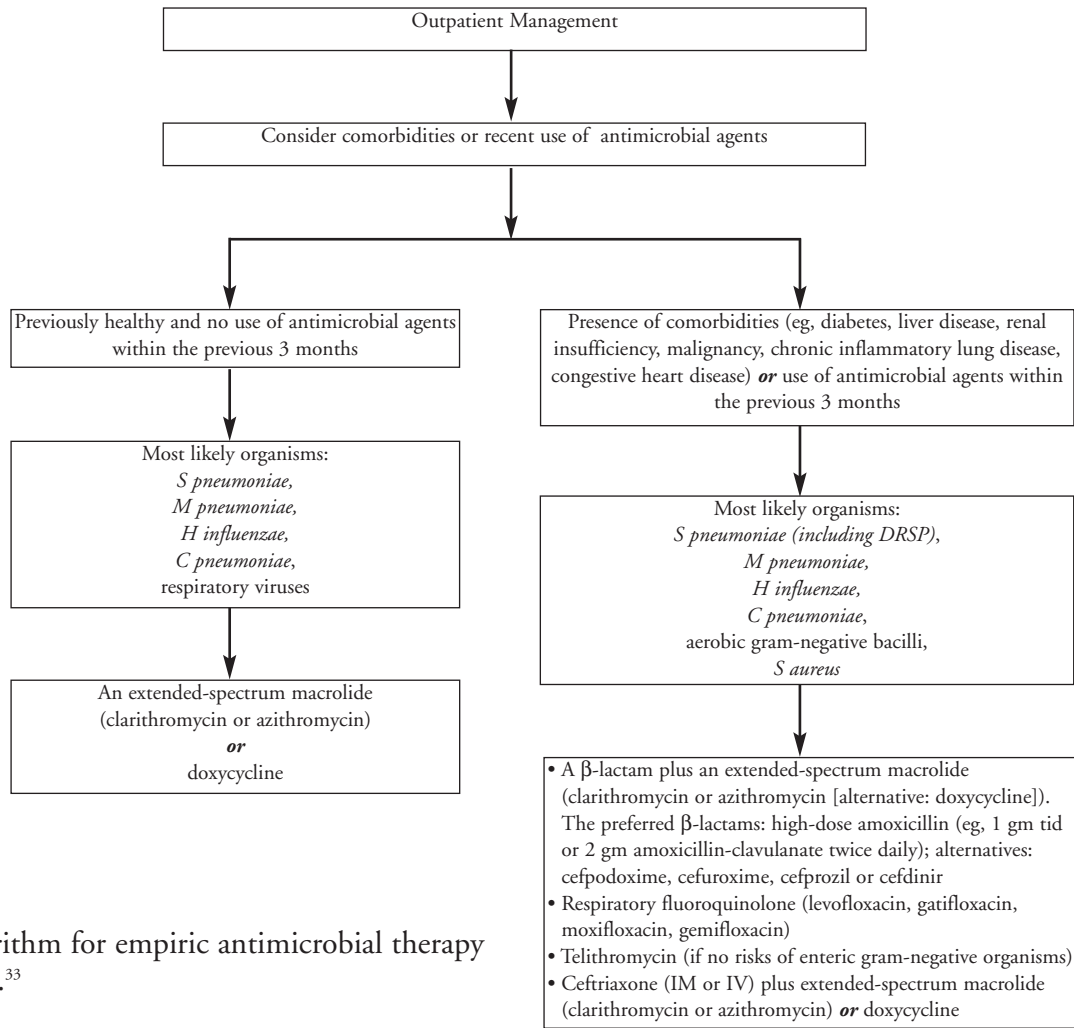 Outpatient Management
Consider comorbidities or recent use of antimicrobial agents
Previously healthy and no use of antimicrobial agents
within the previous 3 months
Most likely organisms:
S pneumoniae,
M pneumoniae,
H influenzae,
C pneumoniae,
respiratory viruses
An extended-spectrum macrolide
(clarithromycin or azithromycin)
or
doxycycline
Presence of comorbidities (eg, diabetes, liver disease, renal
insufficiency, malignancy, chronic inflammatory lung disease,
congestive heart disease) or use of antimicrobial agents within
the previous 3 months
Most likely organisms:
S pneumoniae (including DRSP),
M pneumoniae,
H influenzae,
C pneumoniae,
aerobic gram-negative bacilli,
S aureus
• A β-lactam plus an extended-spectrum macrolide
(clarithromycin or azithromycin [alternative: doxycycline]).
The preferred β-lactams: high-dose amoxicillin (eg, 1 gm tid
or 2 gm amoxicillin-clavulanate twice daily); alternatives:
cefpodoxime, cefuroxime, cefprozil or cefdinir
• Respiratory fluoroquinolone (levofloxacin, gatifloxacin,
moxifloxacin, gemifloxacin)
• Telithromycin (if no risks of enteric gram-negative organisms)
• Ceftriaxone (IM or IV) plus extended-spectrum macrolide
(clarithromycin or azithromycin) or doxycycline
rithm for empiric antimicrobial therapy
.33